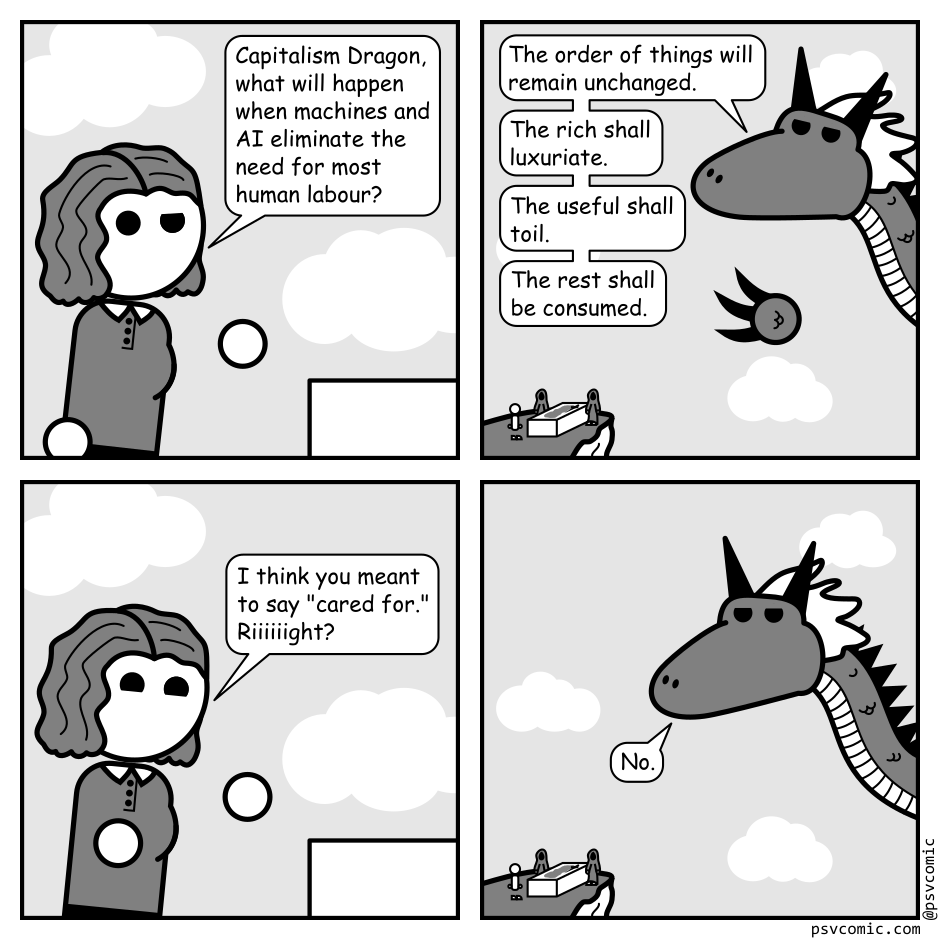 Capitalism Dragon,
what will happen
when machines and
AI eliminate the
need for most
human labour?
The order of things will
remain unchanged.
The rich shall
luxuriate.
The useful shall
toil.
The rest shall
be consumed.
I think you meant
to say "cared for."
Riiiiiight?
No.
@psvcomic
psvcomic.com